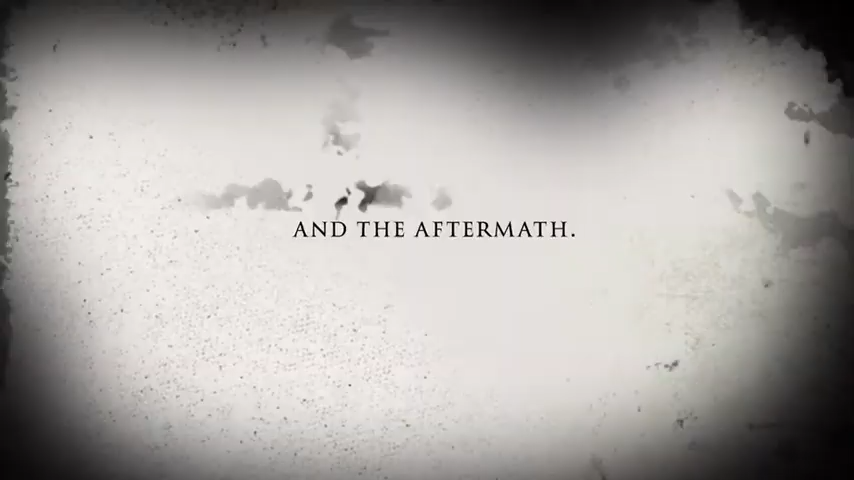 AND THE AFTERMATH.